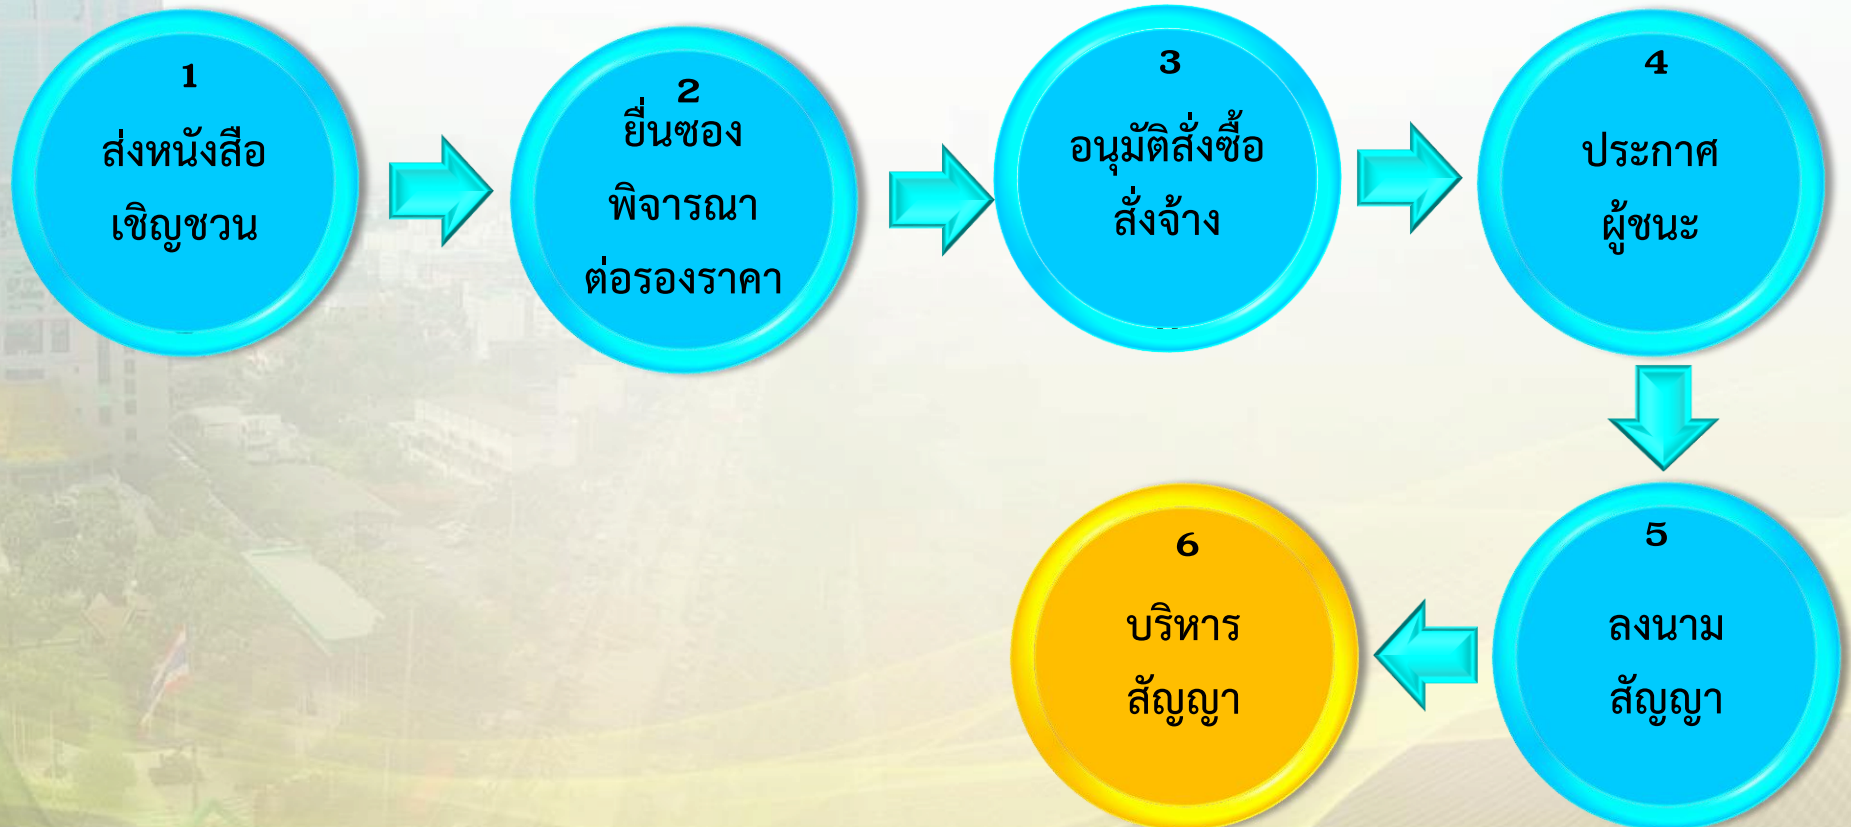 1
ส่งหนังสือ
เชิญชวน
2
ยื่นซอง
พิจารณา
ต่อรองราคา
3
อนุมัติสั่งซื้อ
สั่งจ้าง
4
ประกาศ
ผู้ชนะ
5
ลงนาม
สัญญา
6
บริหาร
สัญญา